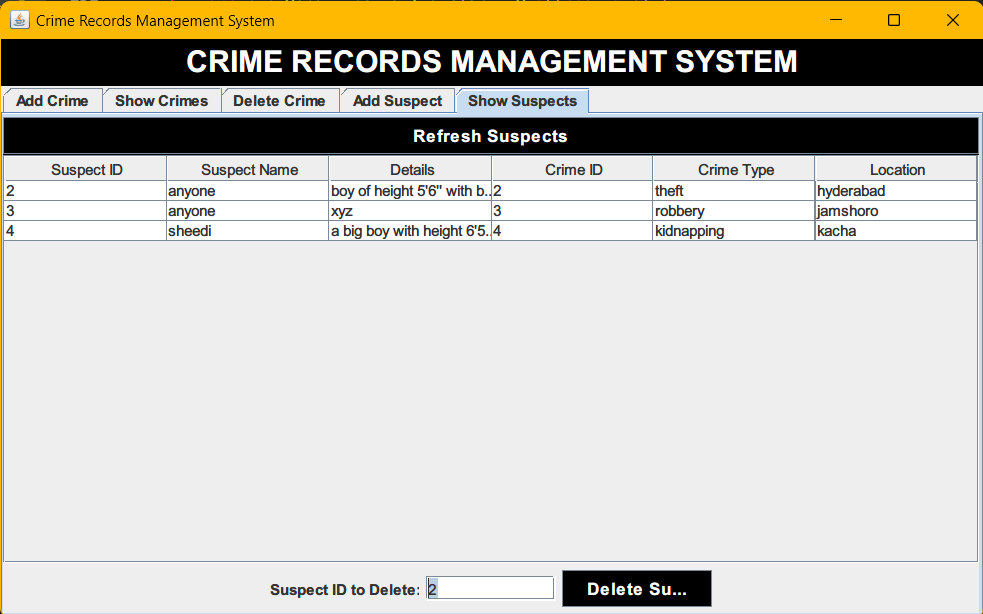 Crime Records Management System
CRIME RECORDS MANAGEMENT SYSTEM
Add Crime Show Crimes Delete Crime Add Suspect Show Suspects
Refresh Suspects
Suspect ID Suspect Name Details Crime ID Crime Type Location
2 anyone boy of height 5'6" with b... 2 theft hyderabad
3 anyone xyz 3 robbery jamshoro
4 sheedi a big boy with height 6'5... 4 kidnapping kacha
Suspect ID to Delete: 2 Delete Su...